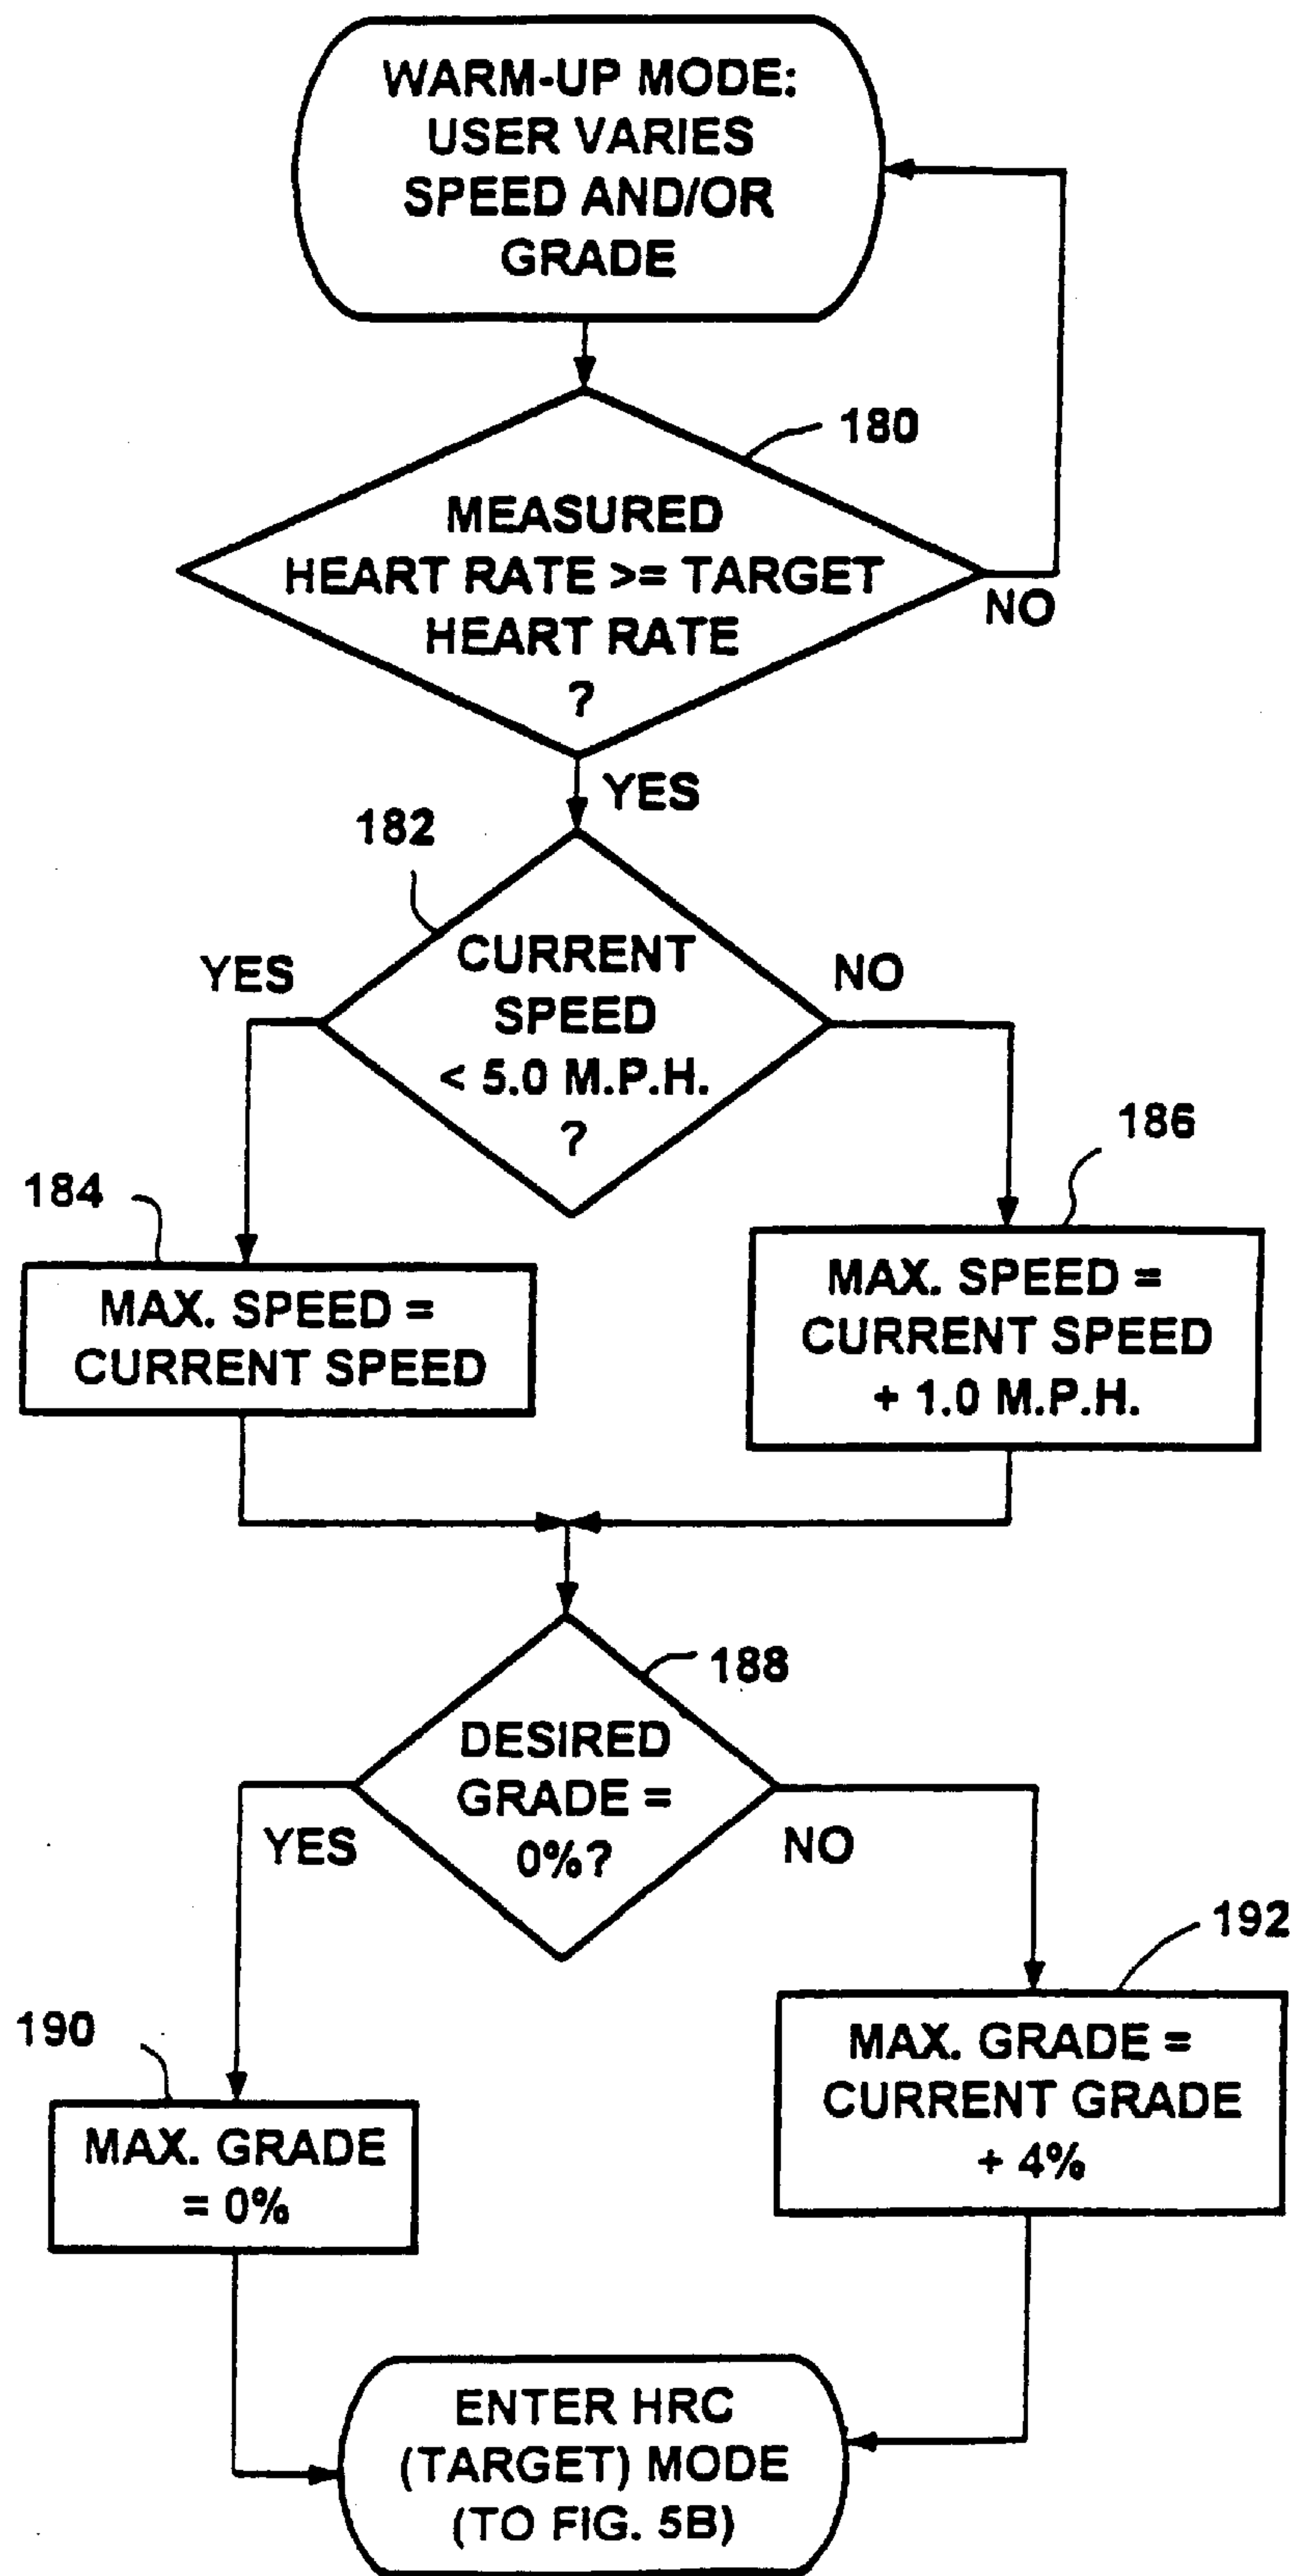 WARM-UP MODE:
USER VARIES
SPEED AND/OR
GRADE
180
MEASURED
HEART RATE >= TARGET
HEART RATE
?
NO
YES
182
CURRENT
SPEED
< 5.0 M.P.H.
?
YES
NO
184
MAX. SPEED =
CURRENT SPEED
186
MAX. SPEED =
CURRENT SPEED
+ 1.0 M.P.H.
188
DESIRED
GRADE =
0%?
YES
NO
190
MAX. GRADE
= 0%
192
MAX. GRADE =
CURRENT GRADE
+ 4%
ENTER HRC
(TARGET) MODE
(TO FIG. 5B)